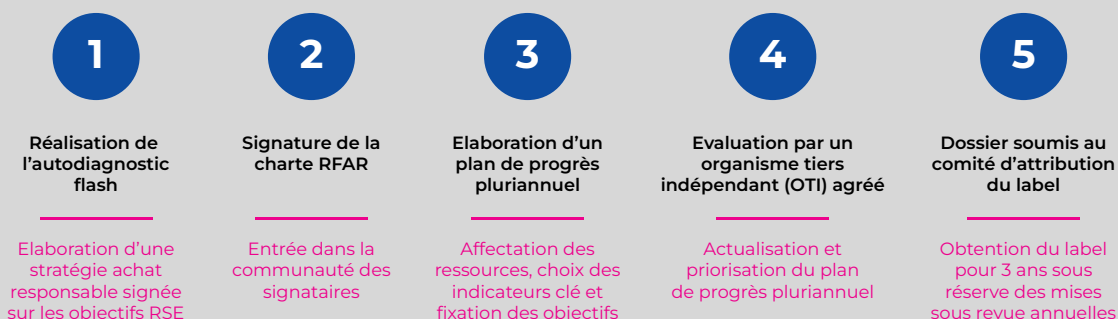 1
Réalisation de
l'autodiagnostic
flash
Elaboration d'une
stratégie achat
responsable signée
sur les objectifs RSE
2
Signature de la
charte RFAR
Entrée dans la
communauté des
signataires
3
Elaboration d'un
plan de progrès
pluriannuel
Affectation des
ressources, choix des
indicateurs clé et
fixation des objectifs
4
Evaluation par un
organisme tiers
indépendant (OTI) agréé
Actualisation et
priorisation du plan
de progrès pluriannuel
5
Dossier soumis au
comité d'attribution
du label
Obtention du label
pour 3 ans sous
réserve des mises
sous revue annuelles